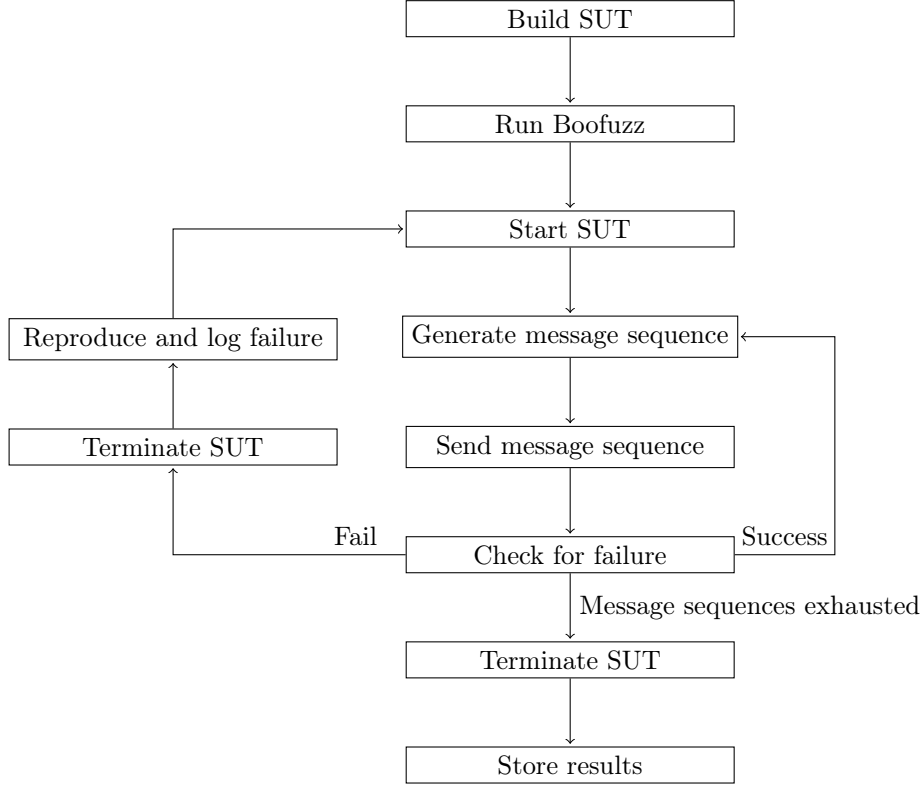 Build SUT
Run Boofuzz
Start SUT
Reproduce and log failure
Generate message sequence
Terminate SUT
Send message sequence
Fail
Success
Check for failure
Message sequences exhausted
Terminate SUT
Store results